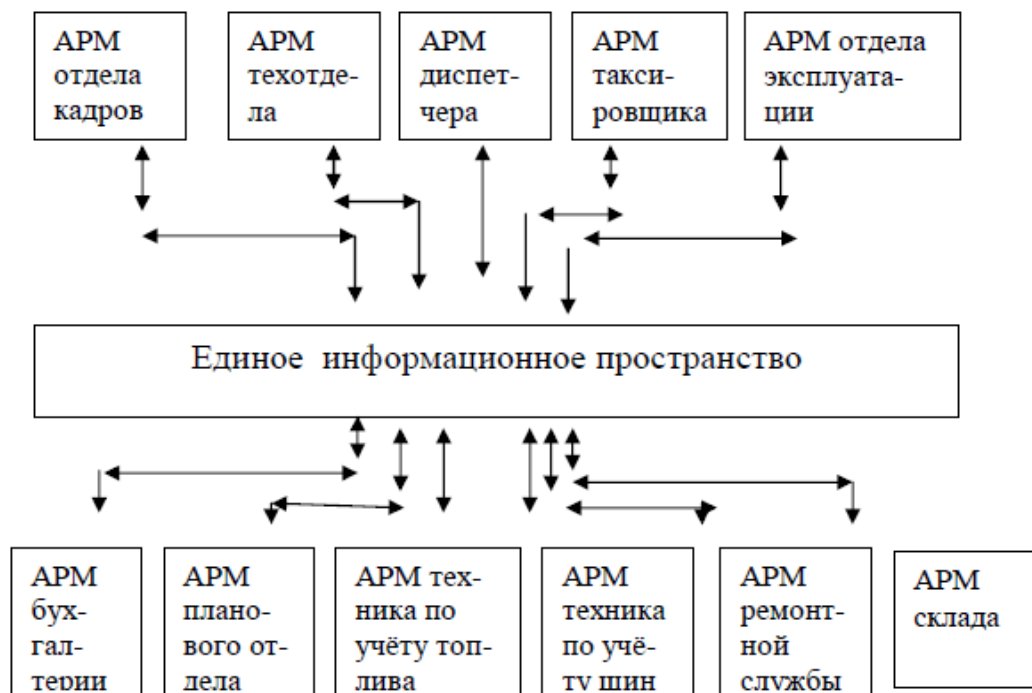 АРМ
отдела
кадров
АРМ
техотде-
ла
АРМ
диспет-
чера
АРМ
такси-
ровщика
АРМ отдела
эксплуата-
ции
Единое информационное пространство
АРМ
бух-
гал-
терии
АРМ
плано-
вого от-
дела
АРМ тех-
ника по
учёту топ-
лива
АРМ
техника
по учё-
ту шин
АРМ
ремонт-
ной
службы
АРМ
склада